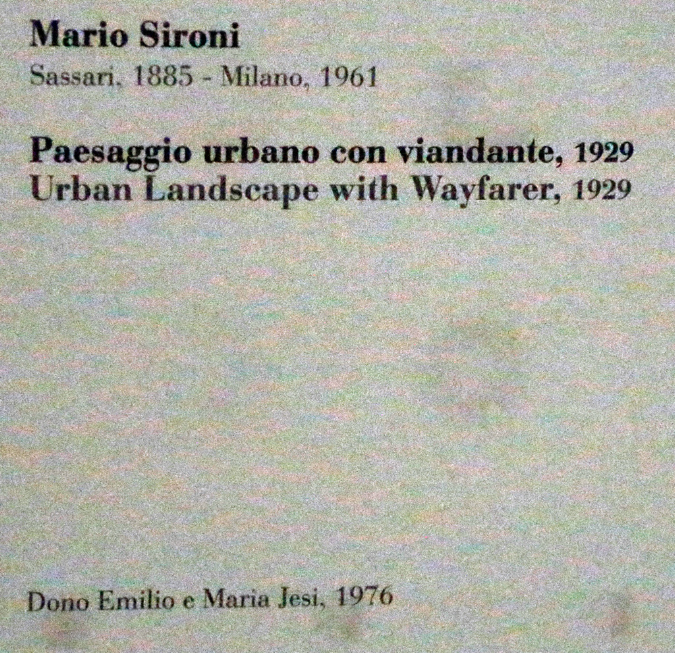 Mario Sironi
Sassari, 1885 - Milano, 1961
Paesaggio urbano con viandante, 1929
Urban Landscape with Wayfarer, 1929
Dono Emilio e Maria Jesi, 1976